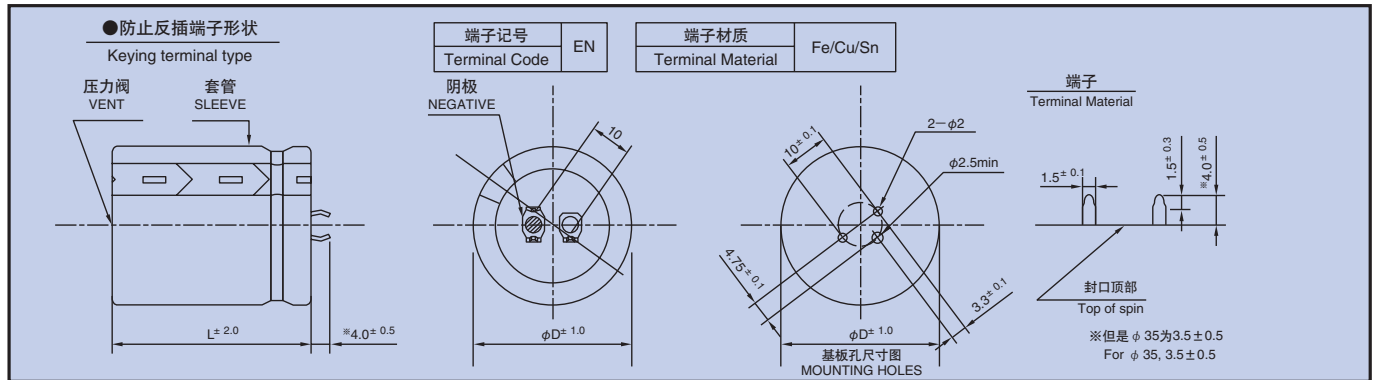 ●防止反插端子形状
Keying terminal type
端子记号
Terminal Code
EN
端子材质
Terminal Material
Fe/Cu/Sn
压力阀
VENT
套管
SLEEVE
L± 2.0
※4.0± 0.5
阴极
NEGATIVE
10
φD± 1.0
10± 0.1
2−φ2
φ2.5min
4.75± 0.1
3.3± 0.1
φD± 1.0
基板孔尺寸图
MOUNTING HOLES
端子
Terminal Material
1.5± 0.1
1.5± 0.3
※4.0± 0.5
封口顶部
Top of spin
※但是 φ 35为3.5±0.5
For φ 35, 3.5±0.5